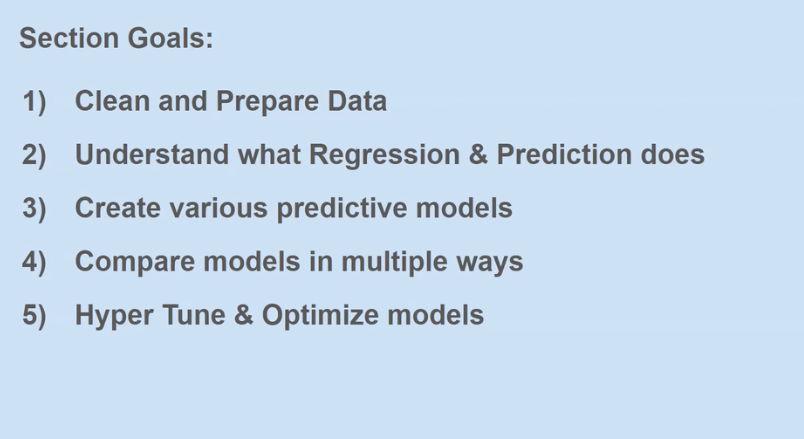 Section Goals:
1) Clean and Prepare Data
2) Understand what Regression & Prediction does
3) Create various predictive models
4) Compare models in multiple ways
5) Hyper Tune & Optimize models